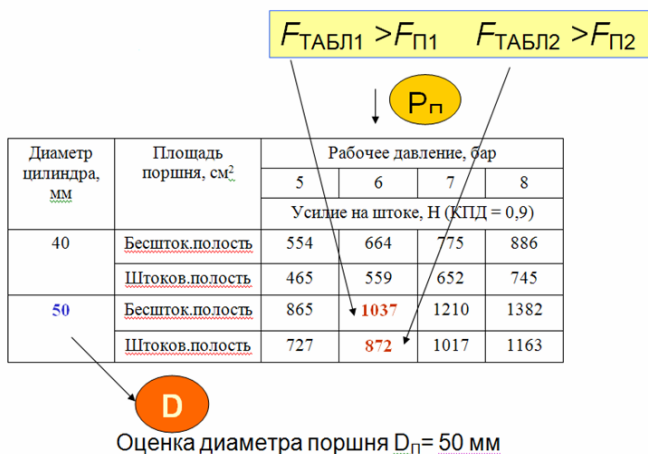 FТАБЛ1 >FП1 FТАБЛ2 >FП2
Pп
Диаметр цилиндра, мм Площадь поршня, см² Рабочее давление, бар
5 6 7 8
Усилие на штоке, Н (КПД = 0,9)
40 Бесшток.полость 554 664 775 886
Штоков.полость 465 559 652 745
50 Бесшток.полость 865 1037 1210 1382
Штоков.полость 727 872 1017 1163
D
Оценка диаметра поршня DП= 50 мм